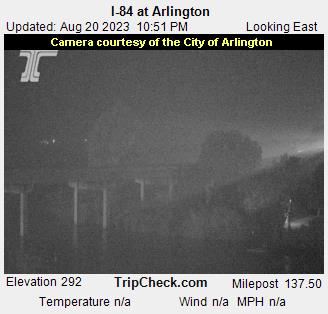 I-84 at Arlington
Updated: Aug 20 2023 10:51 PM Looking East
Camera courtesy of the City of Arlington
Elevation 292 TripCheck.com Milepost 137.50
Temperature n/a Wind n/a MPH n/a